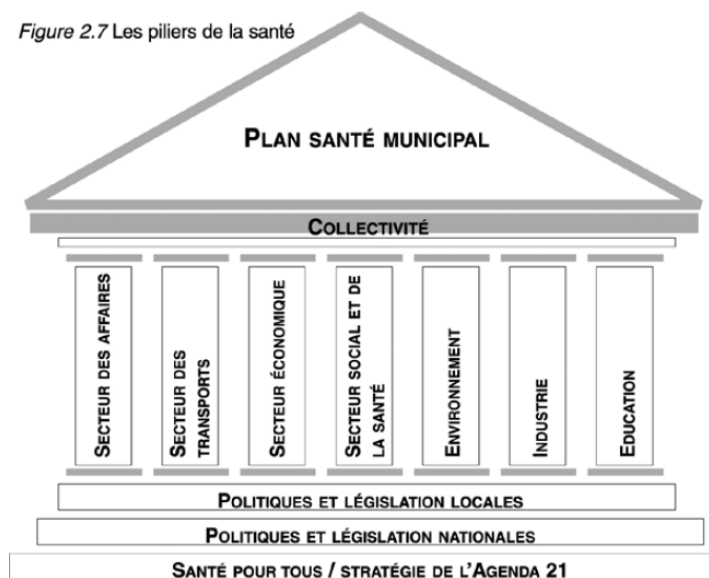 Figure 2.7 Les piliers de la santé
PLAN SANTÉ MUNICIPAL
COLLECTIVITÉ
SECTEUR DES AFFAIRES
SECTEUR DES
TRANSPORTS
SECTEUR ÉCONOMIQUE
SECTEUR SOCIAL ET DE
LA SANTÉ
ENVIRONNEMENT
INDUSTRIE
EDUCATION
POLITIQUES ET LÉGISLATION LOCALES
POLITIQUES ET LÉGISLATION NATIONALES
SANTÉ POUR TOUS / STRATÉGIE DE L'AGENDA 21